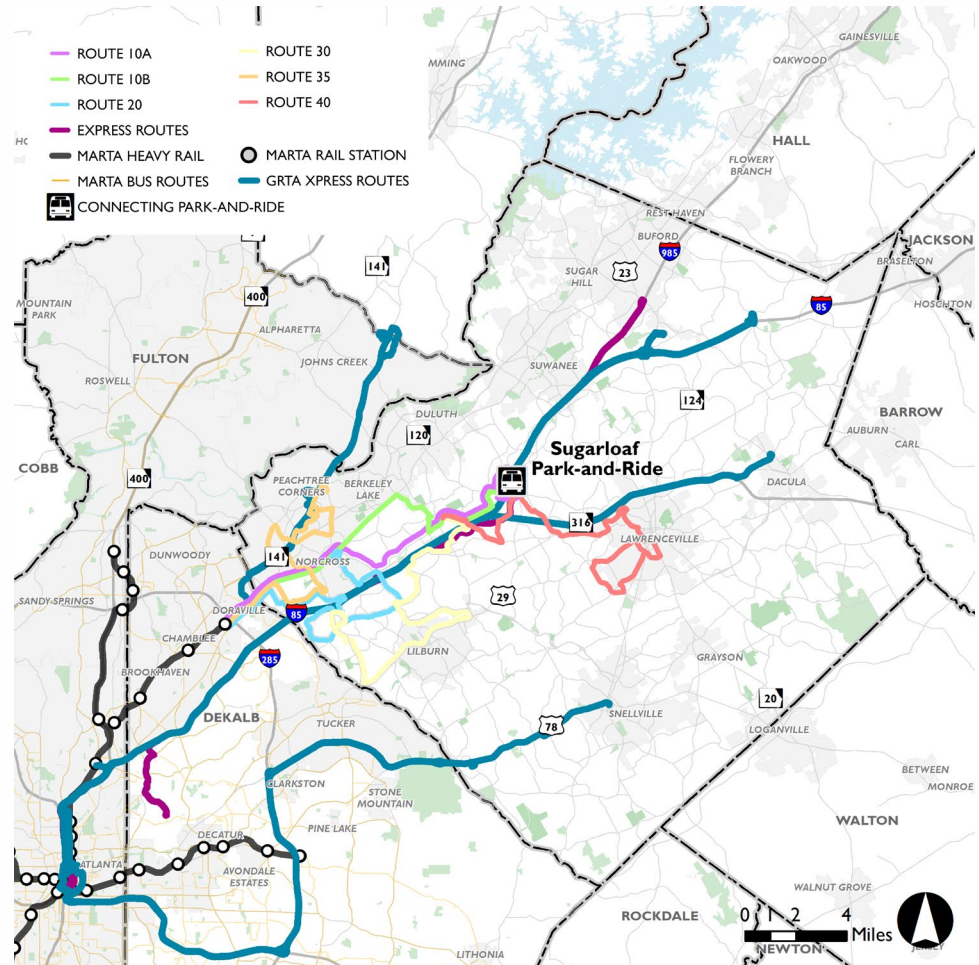 ROUTE 10A
ROUTE 10B
ROUTE 20
EXPRESS ROUTES
MARTA HEAVY RAIL
MARTA BUS ROUTES
CONNECTING PARK-AND-RIDE
ROUTE 30
ROUTE 35
ROUTE 40
MARTA RAIL STATION
GRTA XPRESS ROUTES
MMING
GAINESVILLE
OAKWOOD
HALL
FLOWERY
BRANCH
REST HAVEN
BUFORD
985
JACKSON
BRASELTON
HOSCHTON
141
SUGAR
HILL
23
85
400
MOUNTAIN
PARK
ALPHARETTA
FULTON
JOHNS CREEK
ROSWELL
SUWANEE
124
DULUTH
120
BARROW
AUBURN
CARL
COBB
400
Sugarloaf
Park-and-Ride
PEACHTREE
CORNERS
BERKELEY
LAKE
DACULA
316
LAWRENCEVILLE
DUNWOODY
141
NORCROSS
SANDY SPRINGS
DORAVILLE
85
29
CHAMBLEE
285
LILBURN
BROOKHAVEN
GRAYSON
20
DEKALB
TUCKER
78
SNELLVILLE
LOGANVILLE
CLARKSTON
STONE
MOUNTAIN
BETWEEN
MONROE
DECATUR
PINE LAKE
WALTON
ATLANTA
AVONDALE
ESTATES
WALNUT GROVE
ROCKDALE
0 1 2 4
Miles
LITHONIA
NEWTON